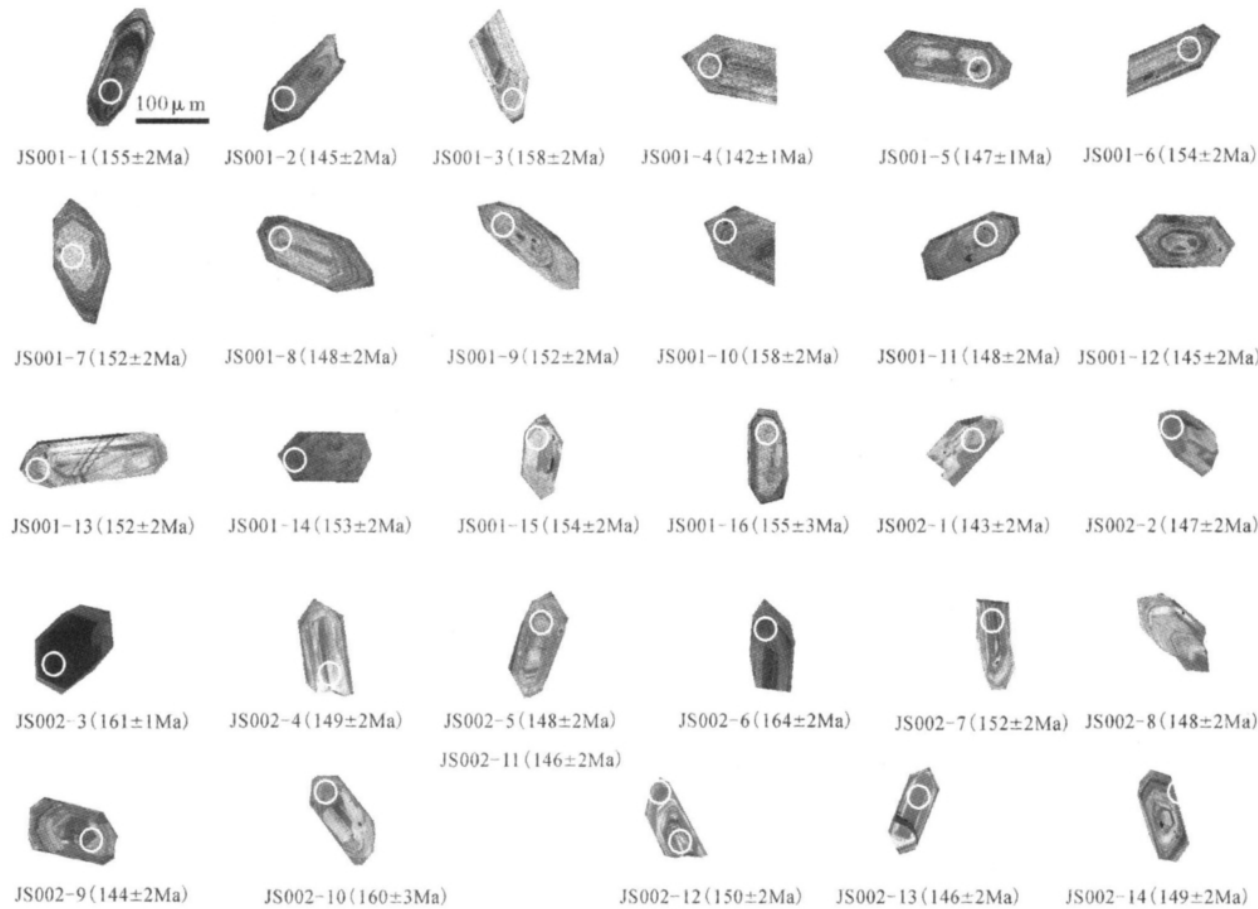 100μm
JS001-1(155±2Ma) JS001-2(145±2Ma) JS001-3(158±2Ma) JS001-4(142±1Ma) JS001-5(147±1Ma) JS001-6(154±2Ma)
JS001-7(152±2Ma) JS001-8(148±2Ma) JS001-9(152±2Ma) JS001-10(158±2Ma) JS001-11(148±2Ma) JS001-12(145±2Ma)
JS001-13(152±2Ma) JS001-14(153±2Ma) JS001-15(154±2Ma) JS001-16(155±3Ma) JS002-1(143±2Ma) JS002-2(147±2Ma)
JS002-3(161±1Ma) JS002-4(149±2Ma) JS002-5(148±2Ma) JS002-6(164±2Ma) JS002-7(152±2Ma) JS002-8(148±2Ma)
JS002-11(146±2Ma)
JS002-9(144±2Ma) JS002-10(160±3Ma) JS002-12(150±2Ma) JS002-13(146±2Ma) JS002-14(149±2Ma)